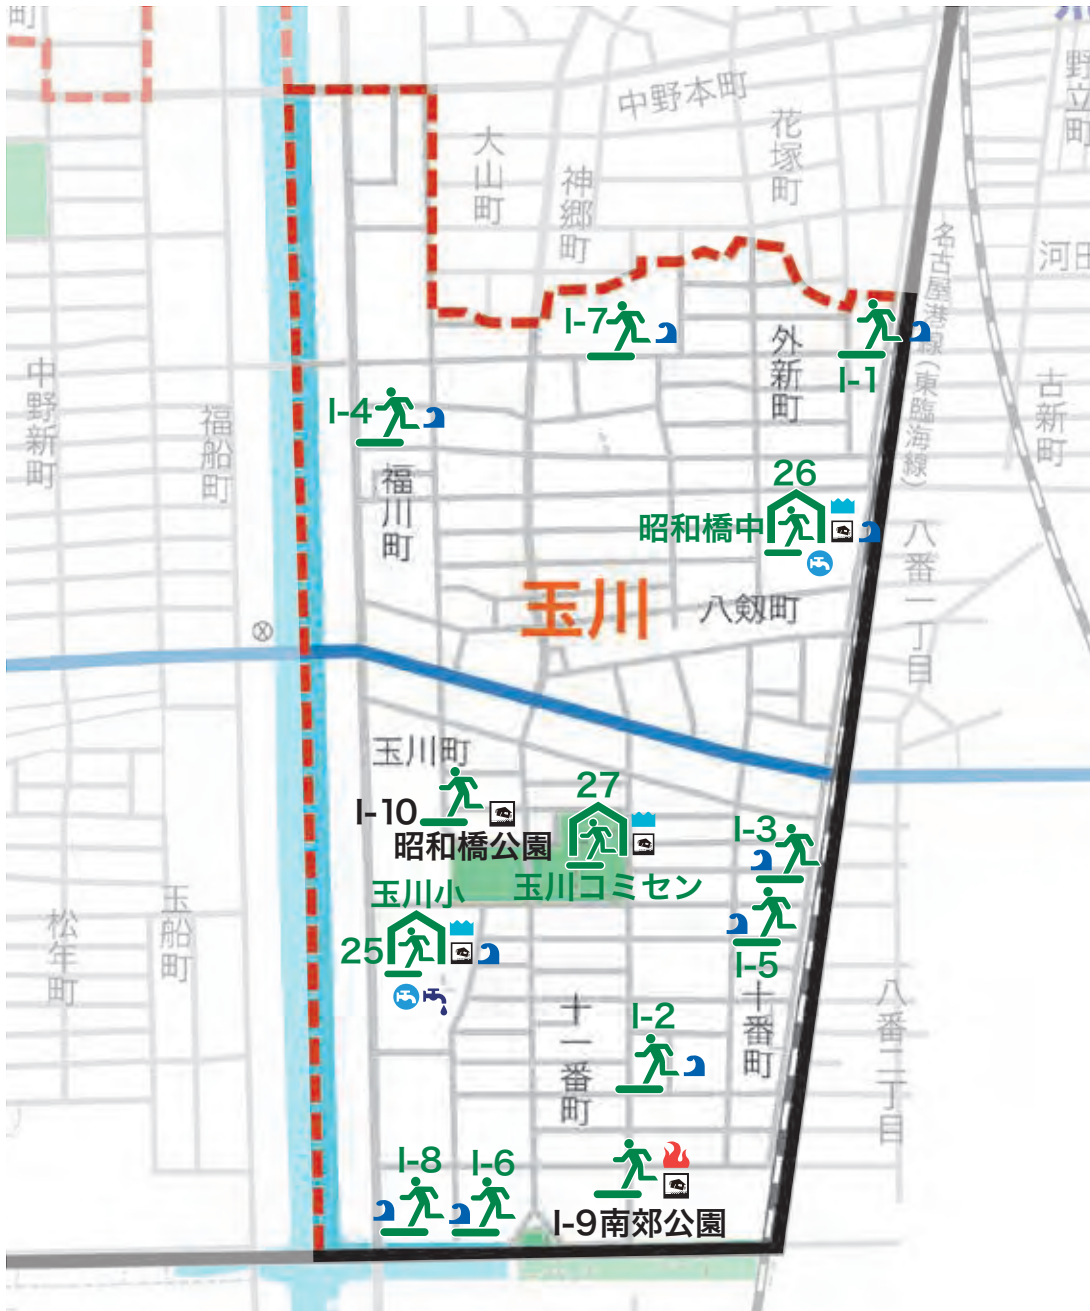 町
中野本町
野立町
大山町
花塚町
神郷町
名古屋港線(東臨海線)
河田
I-7
外新町
I-1
中野新町
古新町
I-4
福船町
26
福川町
昭和橋中
八番一丁目
玉川
八剱町
玉川町
27
I-10
昭和橋公園
I-3
玉川コミセン
玉船町
玉川小
松年町
25
I-5
十番町
八番二丁目
十一番町
I-2
I-8
I-6
I-9南郊公園